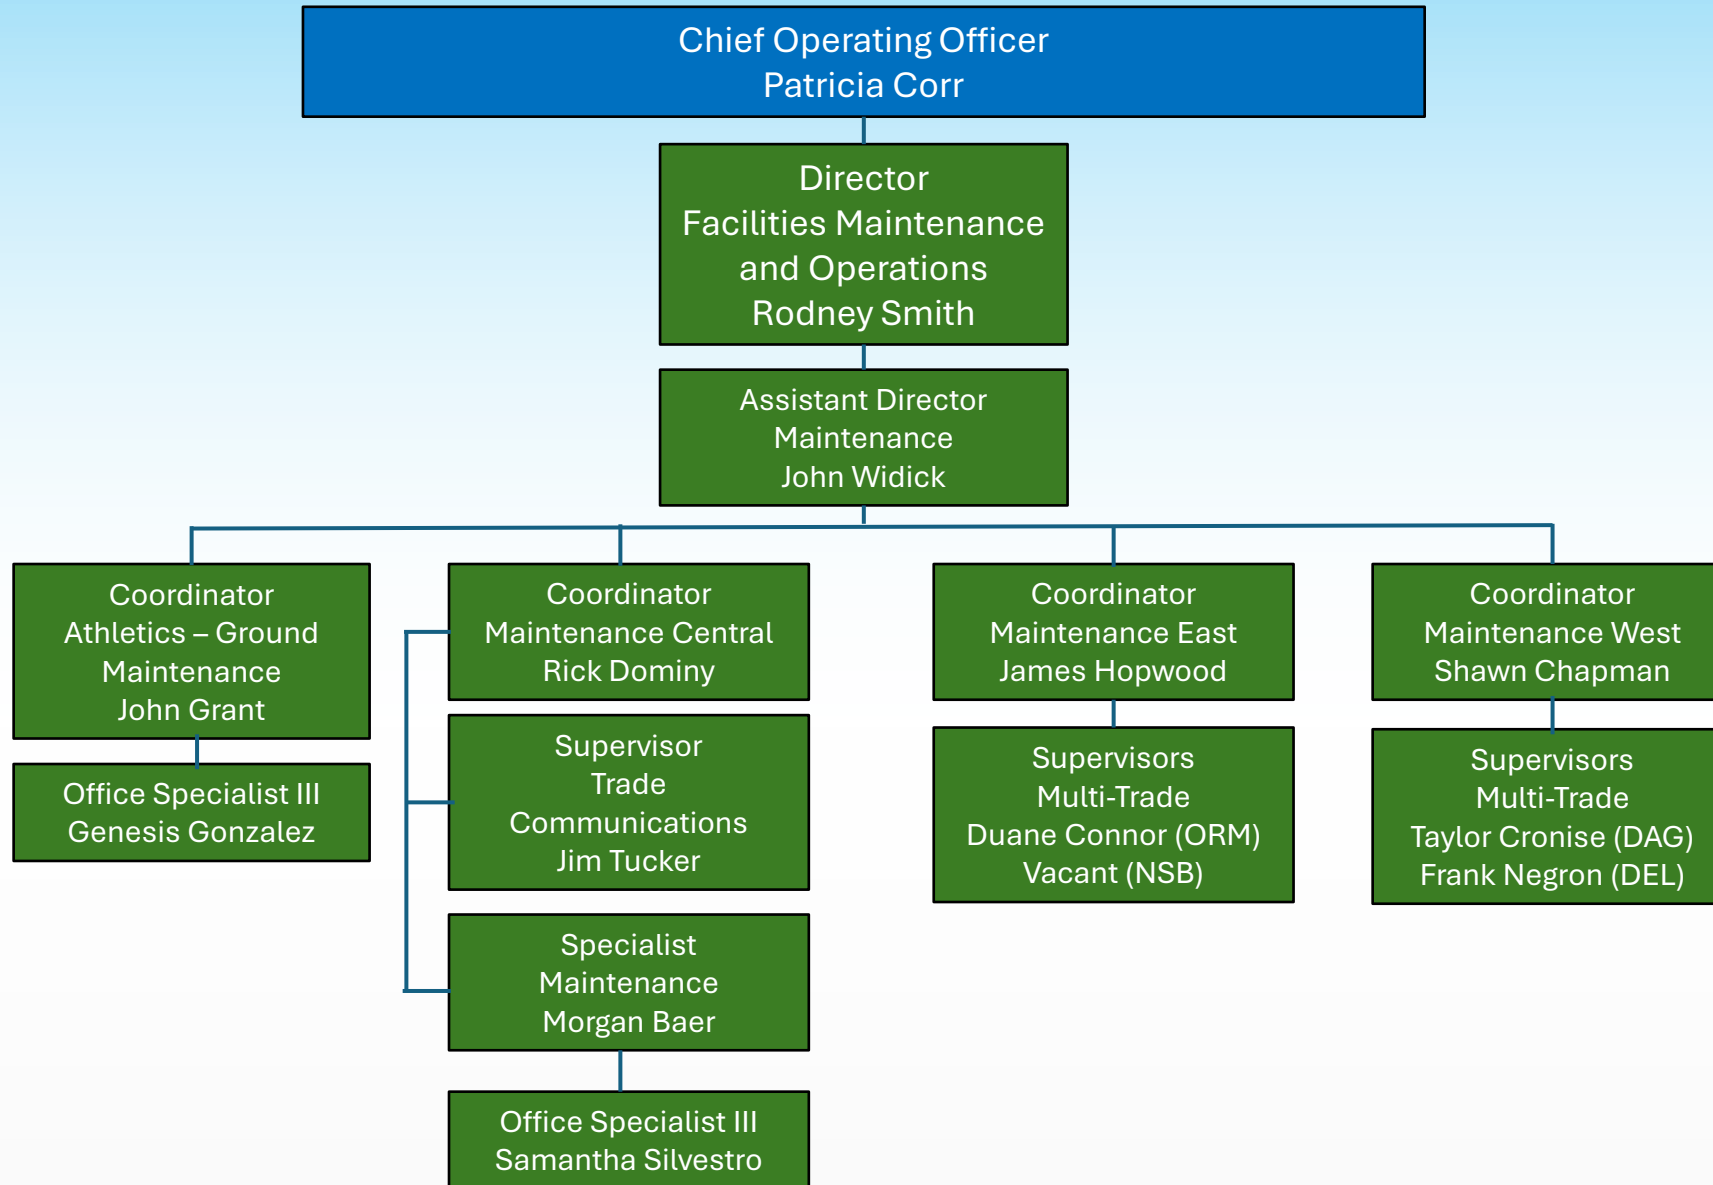 Chief Operating Officer
Patricia Corr
Director
Facilities Maintenance
and Operations
Rodney Smith
Assistant Director
Maintenance
John Widick
Coordinator
Athletics – Ground
Maintenance
John Grant
Office Specialist III
Genesis Gonzalez
Coordinator
Maintenance Central
Rick Dominy
Supervisor
Trade
Communications
Jim Tucker
Specialist
Maintenance
Morgan Baer
Office Specialist III
Samantha Silvestro
Coordinator
Maintenance East
James Hopwood
Supervisors
Multi-Trade
Duane Connor (ORM)
Vacant (NSB)
Coordinator
Maintenance West
Shawn Chapman
Supervisors
Multi-Trade
Taylor Cronise (DAG)
Frank Negron (DEL)